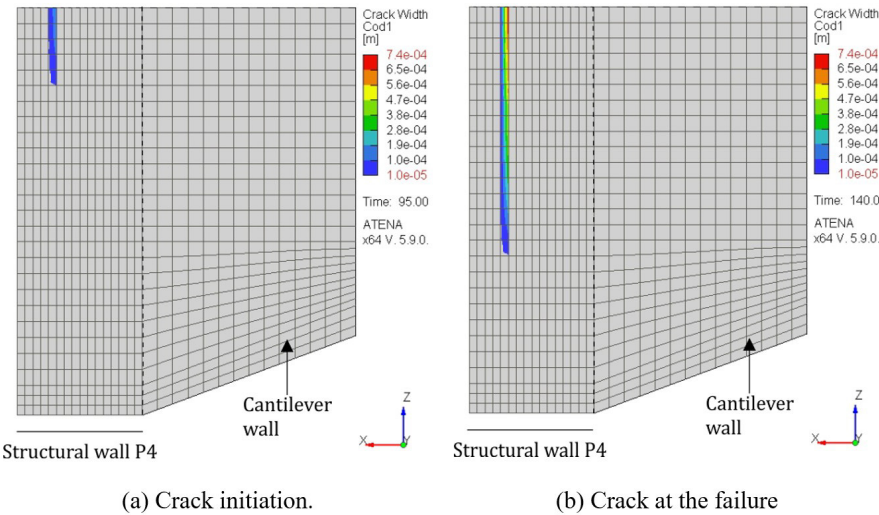 Crack Width
Cod1
[m]
7.4e-04
6.5e-04
5.6e-04
4.7e-04
3.8e-04
2.8e-04
1.9e-04
1.0e-04
1.0e-05
Time: 95.00
ATENA
x64 V. 5.9.0.
Cantilever
wall
Structural wall P4
Z
X
Y
(a) Crack initiation.
Crack Width
Cod1
[m]
7.4e-04
6.5e-04
5.6e-04
4.7e-04
3.8e-04
2.8e-04
1.9e-04
1.0e-04
1.0e-05
Time: 140.0
ATENA
x64 V. 5.9.0.
Cantilever
wall
Structural wall P4
Z
X
Y
(b) Crack at the failure